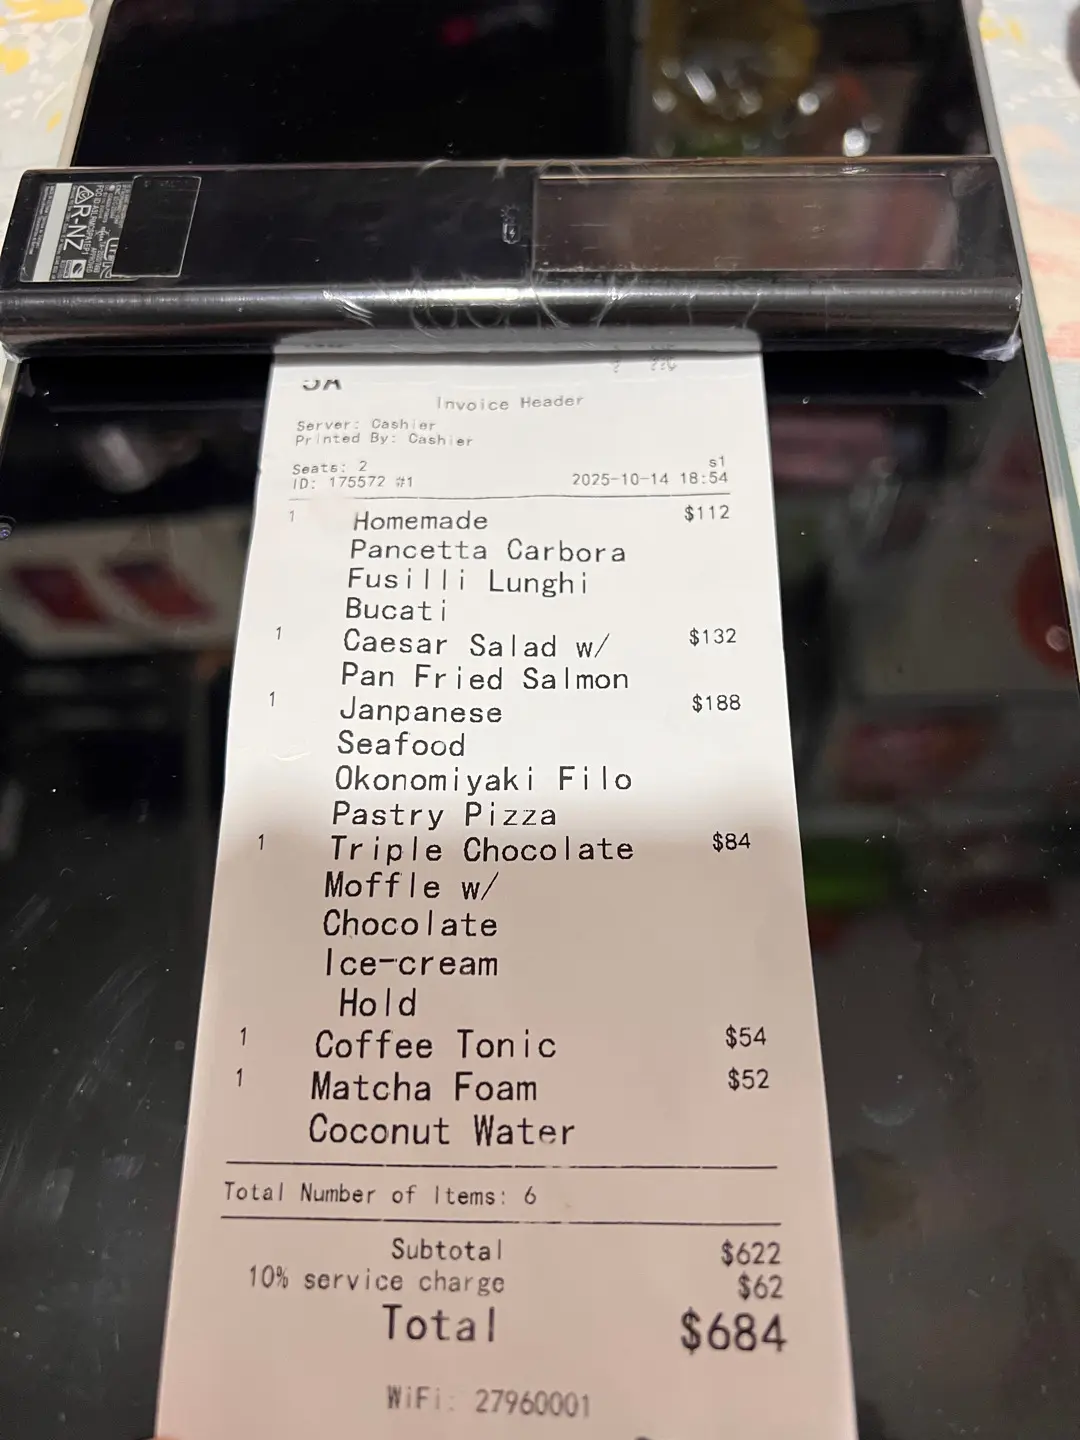 Invoice Header
Server: Cashier
Printed By: Cashier
s1
Seats: 2
ID: 175572 #1 2025-10-14 18:54
1 Homemade $112
Pancetta Carbora
Fusilli Lunghi
Bucati
1 Caesar Salad w/ $132
Pan Fried Salmon
1 Janpanese $188
Seafood
Okonomiyaki Filo
Pastry Pizza
1 Triple Chocolate $84
Moffle w/
Chocolate
Ice-cream
Hold
1 Coffee Tonic $54
1 Matcha Foam $52
Coconut Water
Total Number of Items: 6
Subtotal $622
10% service charge $62
Total $684
WiFi: 27960001
R-NZ